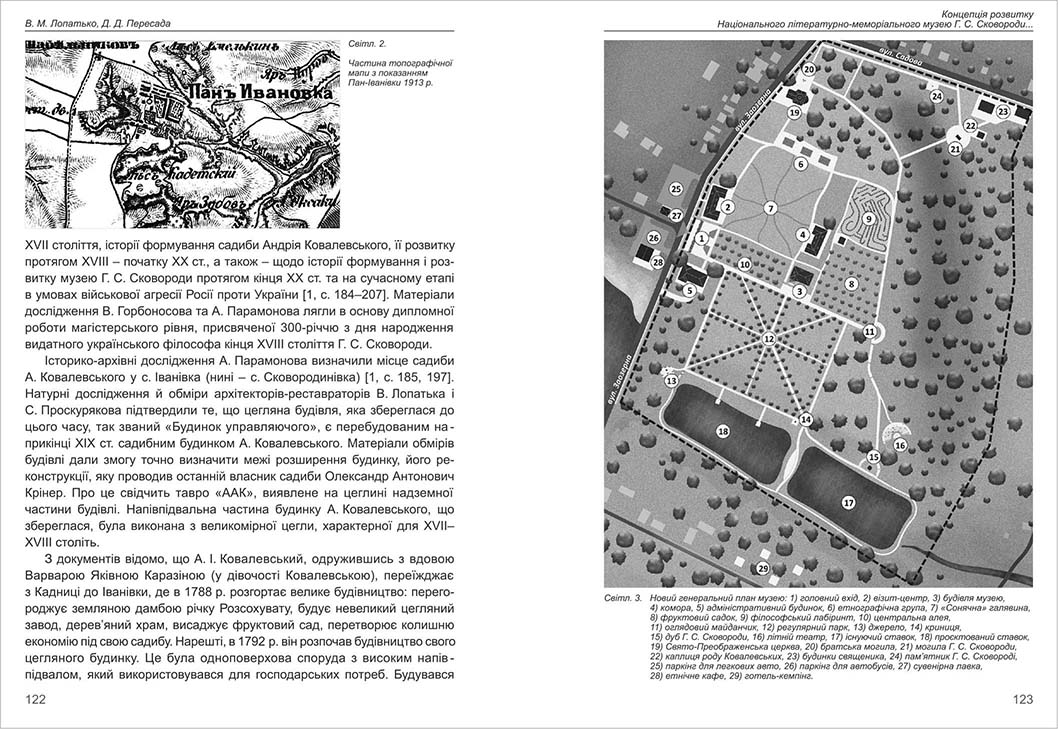 В. М. Лопатько, Д. Д. Пересада
Світл. 2.
Частина топографічної
мапи з показанням
Пан-Іванівки 1913 р.
Емелькинъ
Яръ
Панъ Ивановка
Кадетскій
Яръ Зыбовъ
XVII століття, історії формування садиби Андрія Ковалевського, її розвитку
протягом XVIII – початку XX ст., а також – щодо історії формування і роз-
витку музею Г. С. Сковороди протягом кінця XX ст. та на сучасному етапі
в умовах військової агресії Росії проти України [1, с. 184–207]. Матеріали
дослідження В. Горбоносова та А. Парамонова лягли в основу дипломної
роботи магістерського рівня, присвяченої 300-річчю з дня народження
видатного українського філософа кінця XVIII століття Г. С. Сковороди.
Історико-архівні дослідження А. Парамонова визначили місце садиби
А. Ковалевського у с. Іванівка (нині – с. Сковородинівка) [1, с. 185, 197].
Натурні дослідження й обміри архітекторів-реставраторів В. Лопатька і
С. Проскурякова підтвердили те, що цегляна будівля, яка збереглася до
цього часу, так званий «Будинок управляючого», є перебудованим на-
прикінці XIX ст. садибним будинком А. Ковалевського. Матеріали обмірів
будівлі дали змогу точно визначити межі розширення будинку, його ре-
конструкції, яку проводив останній власник садиби Олександр Антонович
Крінер. Про це свідчить тавро «ААК», виявлене на цеглині надземної
частини будівлі. Напівпідвальна частина будинку А. Ковалевського, що
збереглася, була виконана з великомірної цегли, характерної для XVII–
XVIII століть.
З документів відомо, що А. І. Ковалевський, одружившись з вдовою
Варварою Яківною Каразіною (у дівочості Ковалевською), переїжджає
з Кадниці до Іванівки, де в 1788 р. розгортає велике будівництво: перего-
роджує земляною дамбою річку Розсохувату, будує невеликий цегляний
завод, дерев’яний храм, висаджує фруктовий сад, перетворює колишню
економію під свою садибу. Нарешті, в 1792 р. він розпочав будівництво свого
цегляного будинку. Це була одноповерхова споруда з високим напів-
підвалом, який використовувався для господарських потреб. Будувався
122
Концепція розвитку
Національного літературно-меморіального музею Г. С. Сковороди...
вул. Садова
20
24
23
19
вул. Заозерна
22
21
6
25
2
7
9
27
26
1
4
28
10
5
3
8
11
12
вул. Заозерна
13
14
18
16
15
17
29
Світл. 3. Новий генеральний план музею: 1) головний вхід, 2) візит-центр, 3) будівля музею,
4) комора, 5) адміністративний будинок, 6) етнографічна група, 7) «Сонячна» галявина,
8) фруктовий садок, 9) філософський лабіринт, 10) центральна алея,
11) оглядовий майданчик, 12) регулярний парк, 13) джерело, 14) криниця,
15) дуб Г. С. Сковороди, 16) літній театр, 17) існуючий ставок, 18) проєктований ставок,
19) Свято-Преображенська церква, 20) братська могила, 21) могила Г. С. Сковороди,
22) каплиця роду Ковалевських, 23) будинки священика, 24) пам’ятник Г. С. Сковороді,
25) паркінг для легкових авто, 26) паркінг для автобусів, 27) сувенірна лавка,
28) етнічне кафе, 29) готель-кемпінг.
123